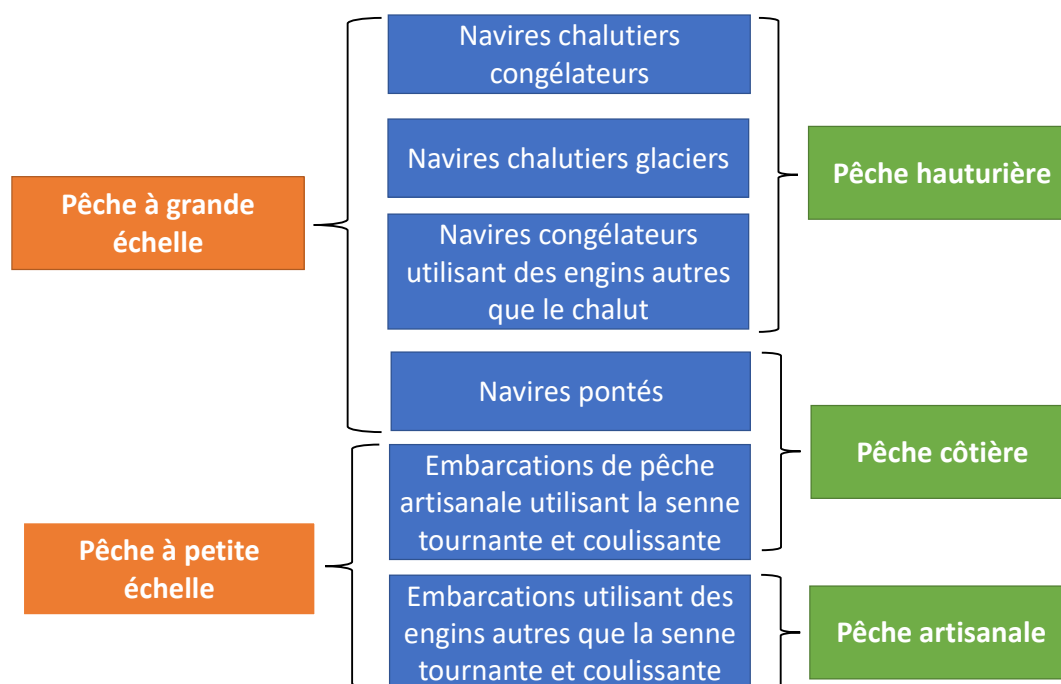 Navires chalutiers
congélateurs
Navires chalutiers glaciers
Pêche hauturière
Pêche à grande
échelle
Navires congélateurs
utilisant des engins autres
que le chalut
Navires pontés
Pêche côtière
Embarcations de pêche
artisanale utilisant la senne
tournante et coulissante
Pêche à petite
échelle
Embarcations utilisant des
engins autres que la senne
tournante et coulissante
Pêche artisanale